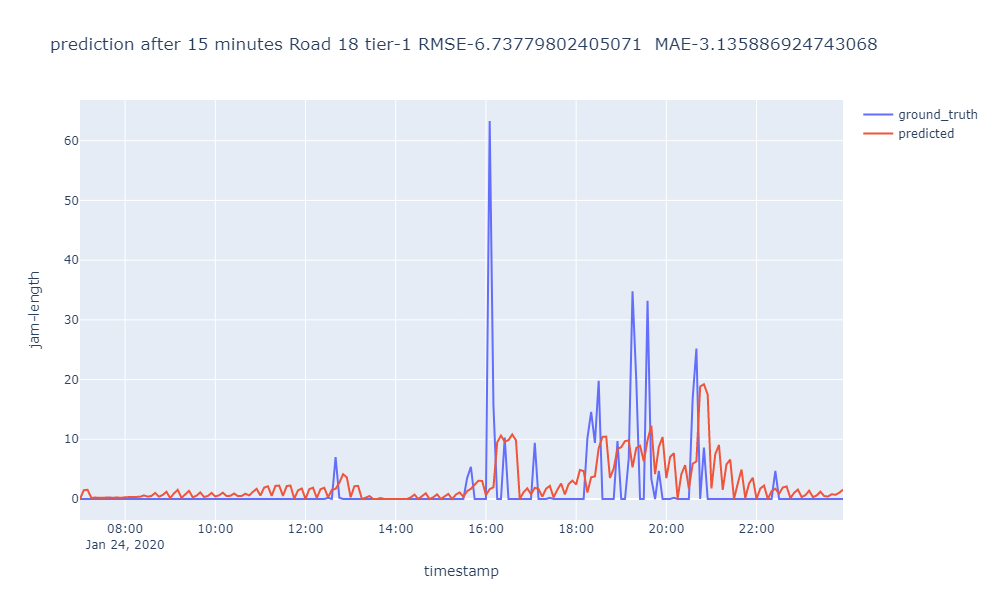 prediction after 15 minutes Road 18 tier-1 RMSE-6.73779802405071  MAE-3.135886924743068
ground_truth
predicted
60
50
40
30
20
10
0
jam-length
08:00 10:00 12:00 14:00 16:00 18:00 20:00 22:00
Jan 24, 2020
timestamp